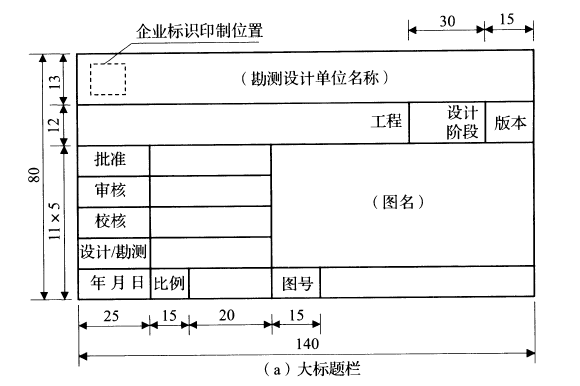 企业标识印制位置
30
15
13
(勘测设计单位名称)
12
工程
设计
阶段
版本
80
11×5
批准
审核
(图名)
校核
设计/勘测
年 月 日
比例
图号
25
15
20
15
140
(a)大标题栏